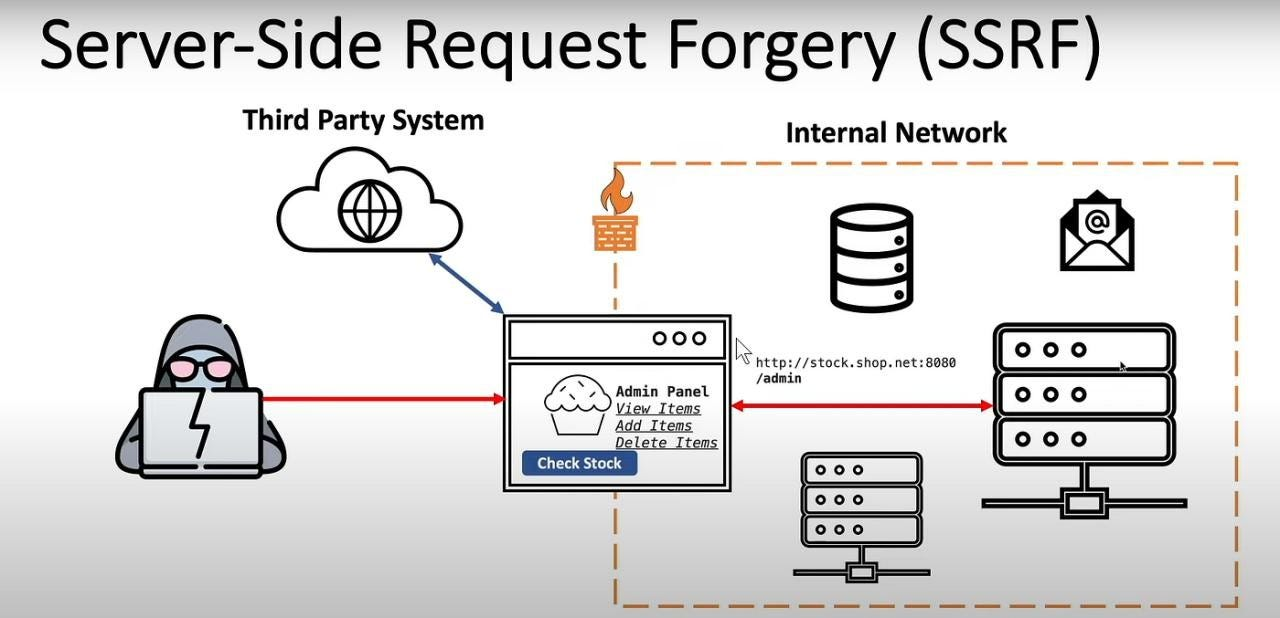 Server-Side Request Forgery (SSRF)
Third Party System
Internal Network
@
http://stock.shop.net:8080
/admin
Admin Panel
View Items
Add Items
Delete Items
Check Stock